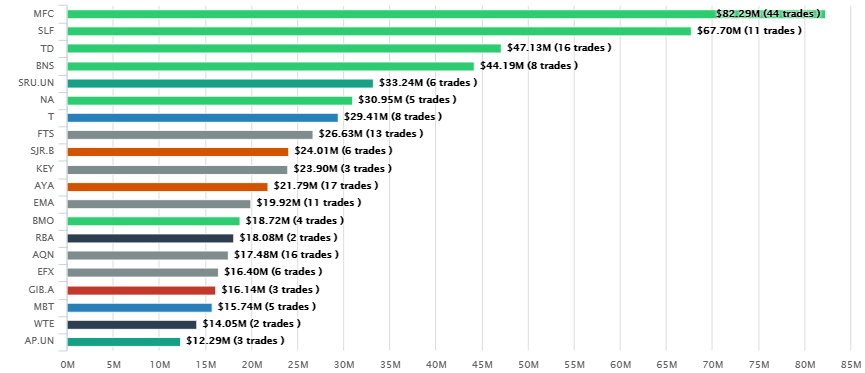 MFC $82.29M (44 trades )
SLF $67.70M (11 trades )
TD $47.13M (16 trades )
BNS $44.19M (8 trades )
SRU.UN $33.24M (6 trades )
NA $30.95M (5 trades )
T $29.41M (8 trades )
FTS $26.63M (13 trades )
SJR.B $24.01M (6 trades )
KEY $23.90M (3 trades )
AYA $21.79M (17 trades )
EMA $19.92M (11 trades )
BMO $18.72M (4 trades )
RBA $18.08M (2 trades )
AQN $17.48M (16 trades )
EFX $16.40M (6 trades )
GIB.A $16.14M (3 trades )
MBT $15.74M (5 trades )
WTE $14.05M (2 trades )
AP.UN $12.29M (3 trades )
0M 5M 10M 15M 20M 25M 30M 35M 40M 45M 50M 55M 60M 65M 70M 75M 80M 85M